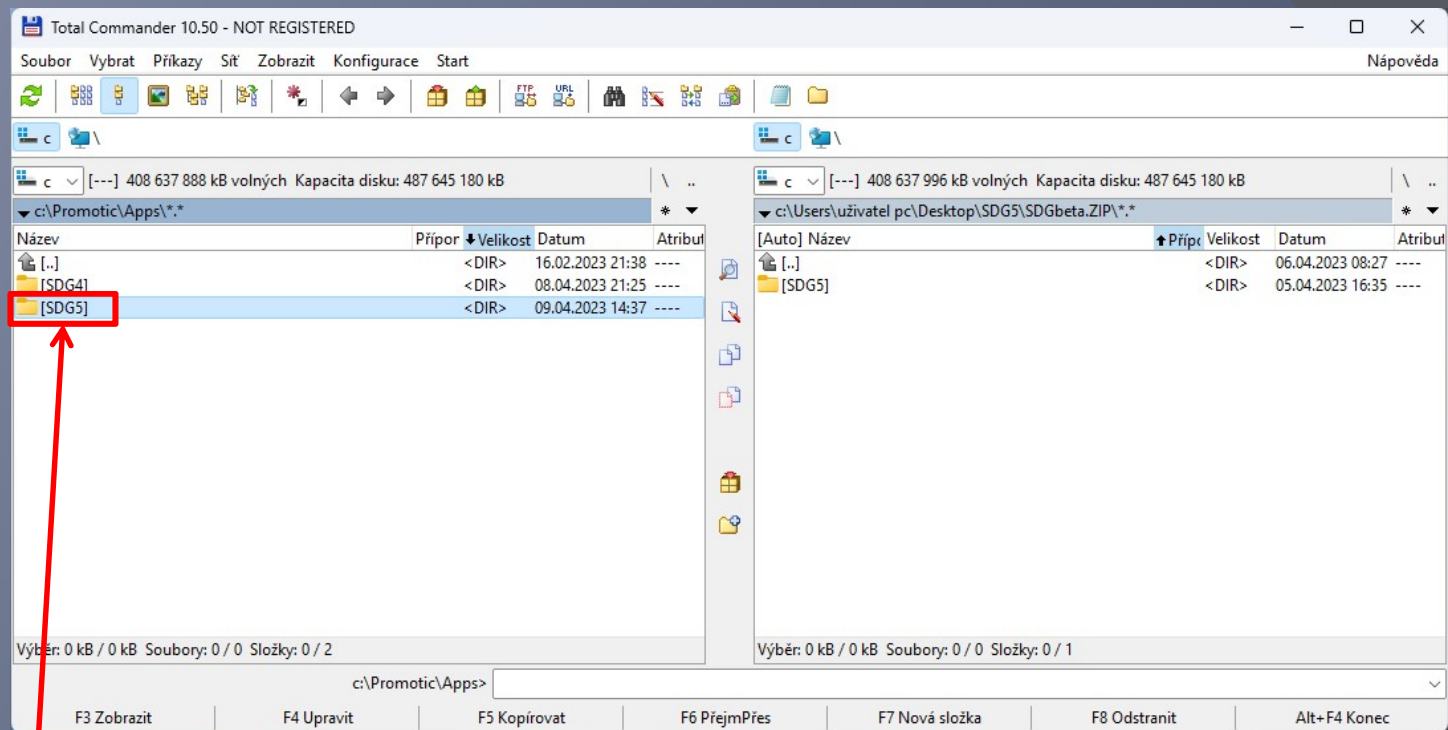 Total Commander 10.50 - NOT REGISTERED
Soubor Vybrat Příkazy Síť Zobrazit Konfigurace Start Nápověda
FTP URL
c \ c \
c [---] 408 637 888 kB volných Kapacita disku: 487 645 180 kB \ .. c [---] 408 637 996 kB volných Kapacita disku: 487 645 180 kB \ ..
c:\Promotic\Apps\*.* * c:\Users\uživatel pc\Desktop\SDG5\SDGbeta.ZIP\*.* *
Název Přípor Velikost Datum Atribut [Auto] Název Přípo Velikost Datum Atribut
[..] <DIR> 16.02.2023 21:38 ---- [..] <DIR> 06.04.2023 08:27 ----
[SDG4] <DIR> 08.04.2023 21:25 ---- [SDG5] <DIR> 05.04.2023 16:35 ----
[SDG5] <DIR> 09.04.2023 14:37 ----
Výběr: 0 kB / 0 kB Soubory: 0 / 0 Složky: 0 / 2 Výběr: 0 kB / 0 kB Soubory: 0 / 0 Složky: 0 / 1
c:\Promotic\Apps>
F3 Zobrazit F4 Upravit F5 Kopírovat F6 PřejmPřes F7 Nová složka F8 Odstranit Alt+F4 Konec